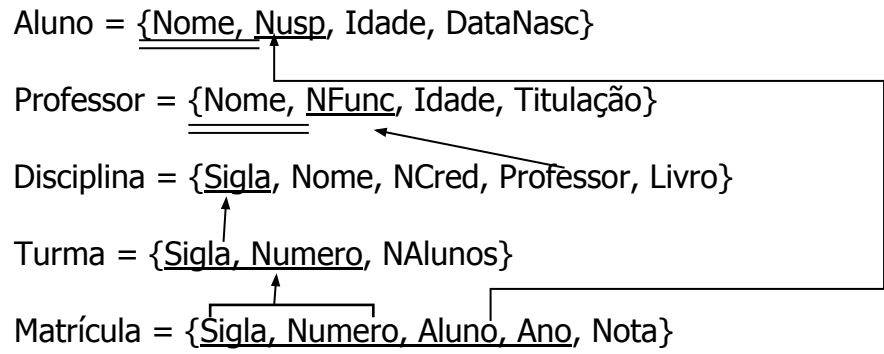 Aluno = {Nome, Nusp, Idade, DataNasc}
Professor = {Nome, NFunc, Idade, Titulação}
Disciplina = {Sigla, Nome, NCred, Professor, Livro}
Turma = {Sigla, Numero, NAlunos}
Matrícula = {Sigla, Numero, Aluno, Ano, Nota}